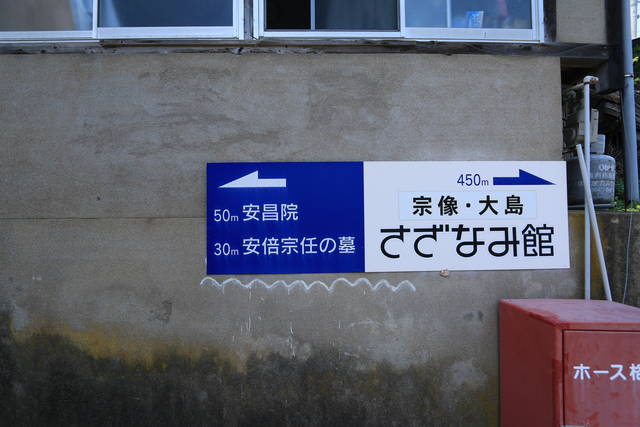 50m 安昌院
30m 安倍宗任の墓
450m
宗像・大島
さざなみ館
ホース格